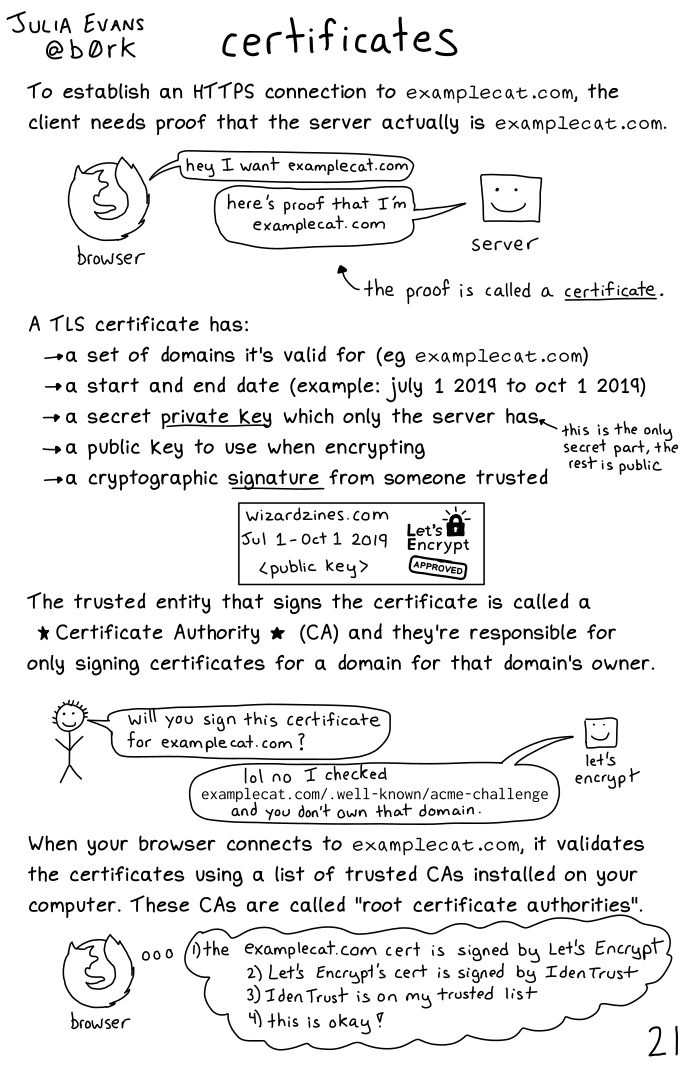 JULIA EVANS
@b0rk
certificates
To establish an HTTPS connection to examplecat.com, the
client needs proof that the server actually is examplecat.com.
hey I want examplecat.com
here's proof that I'm
examplecat.com
browser
server
the proof is called a certificate.
A TLS certificate has:
→a set of domains it's valid for (eg examplecat.com)
→a start and end date (example: july 1 2019 to oct 1 2019)
→a secret private key which only the server has
this is the only
secret part, the
rest is public
→a public key to use when encrypting
→a cryptographic signature from someone trusted
wizardzines.com
Jul 1-Oct 1 2019
<public key>
Let's
Encrypt
APPROVED
The trusted entity that signs the certificate is called a
★ Certificate Authority ★ (CA) and they're responsible for
only signing certificates for a domain for that domain's owner.
will you sign this certificate
for examplecat.com?
let's
encrypt
lol no I checked
examplecat.com/.well-known/acme-challenge
and you don't own that domain.
When your browser connects to examplecat.com, it validates
the certificates using a list of trusted CAs installed on your
computer. These CAs are called "root certificate authorities".
1) the examplecat.com cert is signed by Let's Encrypt
2) Let's Encrypt's cert is signed by IdenTrust
3) IdenTrust is on my trusted list
4) this is okay!
browser
21